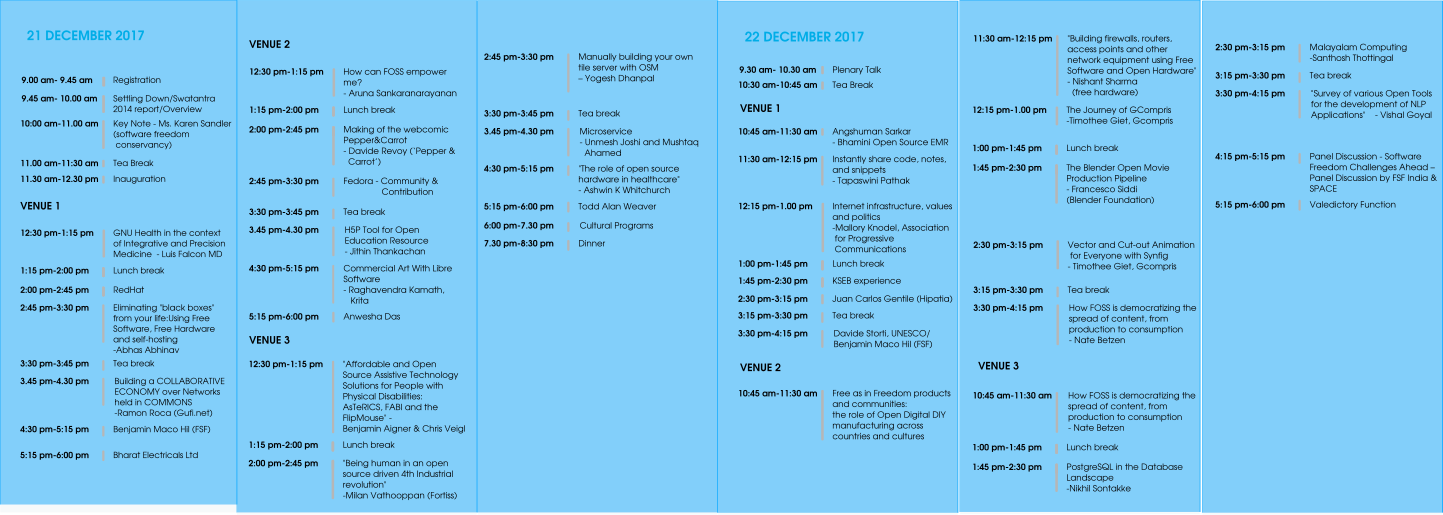 21 DECEMBER 2017
9.00 am- 9.45 am Registration
9.45 am- 10.00 am Settling Down/Swatantra
2014 report/Overview
10:00 am-11.00 am Key Note - Ms. Karen Sandler
(software freedom
conservancy)
11.00 am-11:30 am Tea Break
11.30 am-12.30 pm Inauguration
VENUE 1
12:30 pm-1:15 pm GNU Health in the context
of Integrative and Precision
Medicine - Luis Falcon MD
1:15 pm-2:00 pm Lunch break
2:00 pm-2:45 pm RedHat
2:45 pm-3:30 pm Eliminating "black boxes"
from your life:Using Free
Software, Free Hardware
and self-hosting
-Abhas Abhinav
3:30 pm-3:45 pm Tea break
3.45 pm-4.30 pm Building a COLLABORATIVE
ECONOMY over Networks
held in COMMONS
-Ramon Roca (Gufi.net)
4:30 pm-5:15 pm Benjamin Maco Hil (FSF)
5:15 pm-6:00 pm Bharat Electricals Ltd
VENUE 2
12:30 pm-1:15 pm How can FOSS empower
me?
- Aruna Sankaranarayanan
1:15 pm-2:00 pm Lunch break
2:00 pm-2:45 pm Making of the webcomic
Pepper&Carrot
- Davide Revoy ('Pepper &
Carrot')
2:45 pm-3:30 pm Fedora - Community &
Contribution
3:30 pm-3:45 pm Tea break
3.45 pm-4.30 pm H5P Tool for Open
Education Resource
- Jithin Thankachan
4:30 pm-5:15 pm Commercial Art With Libre
Software
- Raghavendra Kamath,
Krita
5:15 pm-6:00 pm Anwesha Das
VENUE 3
12:30 pm-1:15 pm "Affordable and Open
Source Assistive Technology
Solutions for People with
Physical Disabilities:
AsTeRICS, FABI and the
FlipMouse" -
Benjamin Aigner & Chris Veigl
1:15 pm-2:00 pm Lunch break
2:00 pm-2:45 pm "Being human in an open
source driven 4th Industrial
revolution"
-Milan Vathooppan (Fortiss)
2:45 pm-3:30 pm Manually building your own
tile server with OSM
– Yogesh Dhanpal
3:30 pm-3:45 pm Tea break
3.45 pm-4.30 pm Microservice
- Unmesh Joshi and Mushtaq
Ahamed
4:30 pm-5:15 pm "The role of open source
hardware in healthcare"
- Ashwin K Whitchurch
5:15 pm-6:00 pm Todd Alan Weaver
6:00 pm-7.30 pm Cultural Programs
7.30 pm-8:30 pm Dinner
22 DECEMBER 2017
9.30 am- 10.30 am Plenary Talk
10:30 am-10:45 am Tea Break
VENUE 1
10:45 am-11:30 am Angshuman Sarkar
- Bhamini Open Source EMR
11:30 am-12:15 pm Instantly share code, notes,
and snippets
- Tapaswini Pathak
12:15 pm-1.00 pm Internet infrastructure, values
and politics
-Mallory Knodel, Association
for Progressive
Communications
1:00 pm-1:45 pm Lunch break
1:45 pm-2:30 pm KSEB experience
2:30 pm-3:15 pm Juan Carlos Gentile (Hipatia)
3:15 pm-3:30 pm Tea break
3:30 pm-4:15 pm Davide Storti, UNESCO/
Benjamin Maco Hil (FSF)
VENUE 2
10:45 am-11:30 am Free as in Freedom products
and communities:
the role of Open Digital DIY
manufacturing across
countries and cultures
11:30 am-12:15 pm "Building firewalls, routers,
access points and other
network equipment using Free
Software and Open Hardware"
- Nishant Sharma
(free hardware)
12:15 pm-1.00 pm The Journey of GCompris
-Timothee Giet, Gcompris
1:00 pm-1:45 pm Lunch break
1:45 pm-2:30 pm The Blender Open Movie
Production Pipeline
- Francesco Siddi
(Blender Foundation)
2:30 pm-3:15 pm Vector and Cut-out Animation
for Everyone with Synfig
- Timothee Giet, Gcompris
3:15 pm-3:30 pm Tea break
3:30 pm-4:15 pm How FOSS is democratizing the
spread of content, from
production to consumption
- Nate Betzen
VENUE 3
10:45 am-11:30 am How FOSS is democratizing the
spread of content, from
production to consumption
- Nate Betzen
1:00 pm-1:45 pm Lunch break
1:45 pm-2:30 pm PostgreSQL in the Database
Landscape
-Nikhil Sontakke
2:30 pm-3:15 pm Malayalam Computing
-Santhosh Thottingal
3:15 pm-3:30 pm Tea break
3:30 pm-4:15 pm "Survey of various Open Tools
for the development of NLP
Applications" - Vishal Goyal
4:15 pm-5:15 pm Panel Discussion - Software
Freedom Challenges Ahead –
Panel Discussion by FSF India &
SPACE
5:15 pm-6:00 pm Valedictory Function